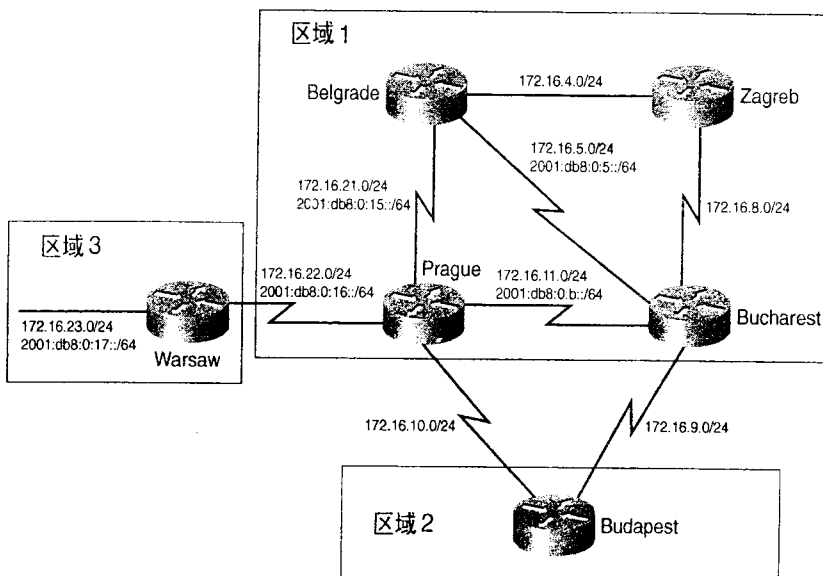 区域 1
Belgrade
172.16.4.0/24
Zagreb
172.16.5.0/24
2001:db8:0:5::/64
172.16.21.0/24
2001:db8:0:15::/64
172.16.8.0/24
区域 3
172.16.22.0/24
2001:db8:0:16::/64
Prague
172.16.11.0/24
2001:db8:0:b::/64
Bucharest
172.16.23.0/24
2001:db8:0:17::/64
Warsaw
172.16.10.0/24
172.16.9.0/24
区域 2
Budapest